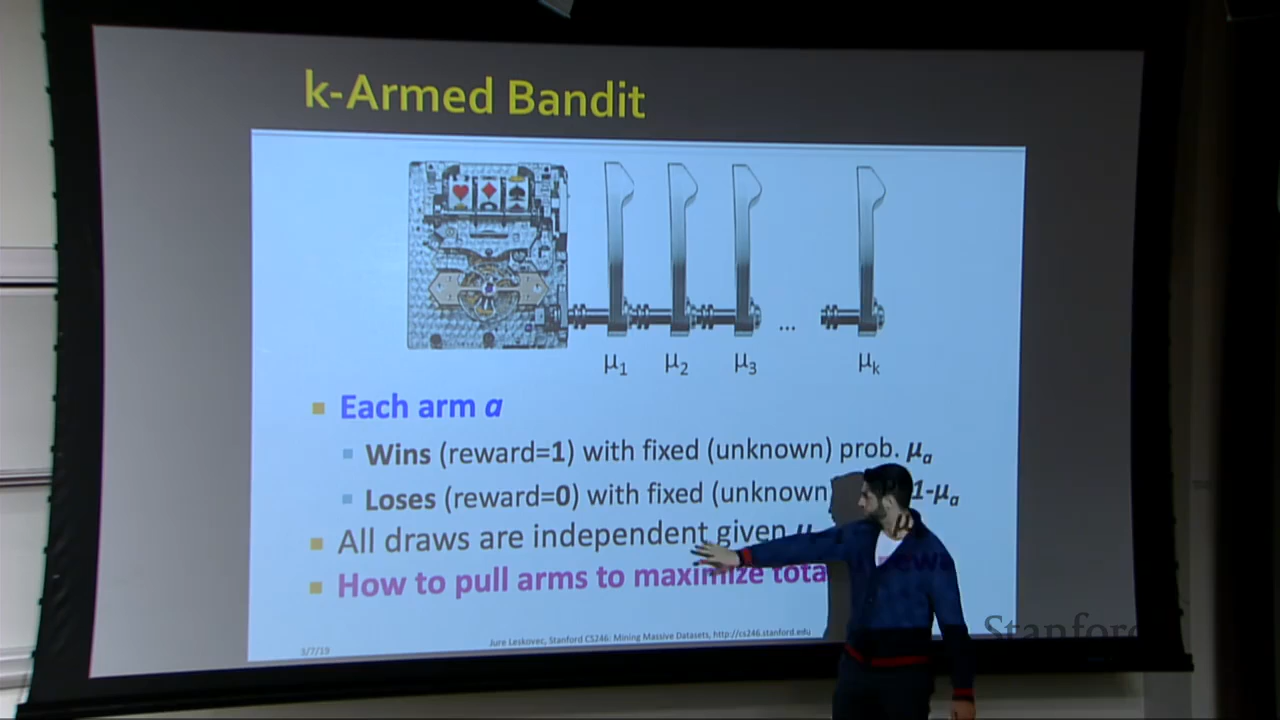 k-Armed Bandit
...
μ1 μ2 μ3 μk
Each arm a
Wins (reward=1) with fixed (unknown) prob. μa
Loses (reward=0) with fixed (unknown 1-μa
All draws are independent given μ
How to pull arms to maximize tota
Jure Leskovec, Stanford CS246: Mining Massive Datasets, http://cs246.stanford.edu
3/7/19
Stanford